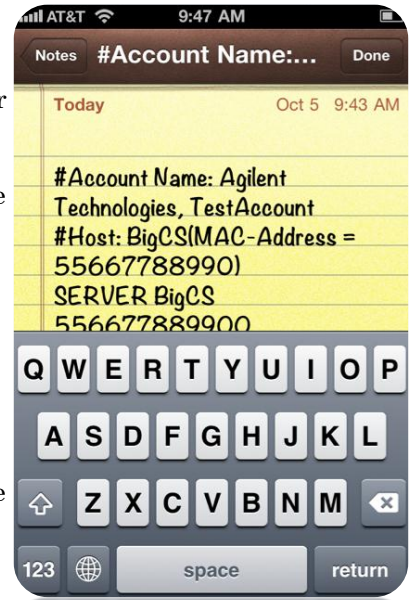 AT&T 9:47 AM
Notes #Account Name:... Done
r
Today Oct 5 9:43 AM
#Account Name: Agilent
e
Technologies, TestAccount
#Host: BigCS(MAC-Address =
55667788990)
SERVER BigCS
556677889900
Q W E R T Y U I O P
A S D F G H J K L
e
Z X C V B N M
123 space return